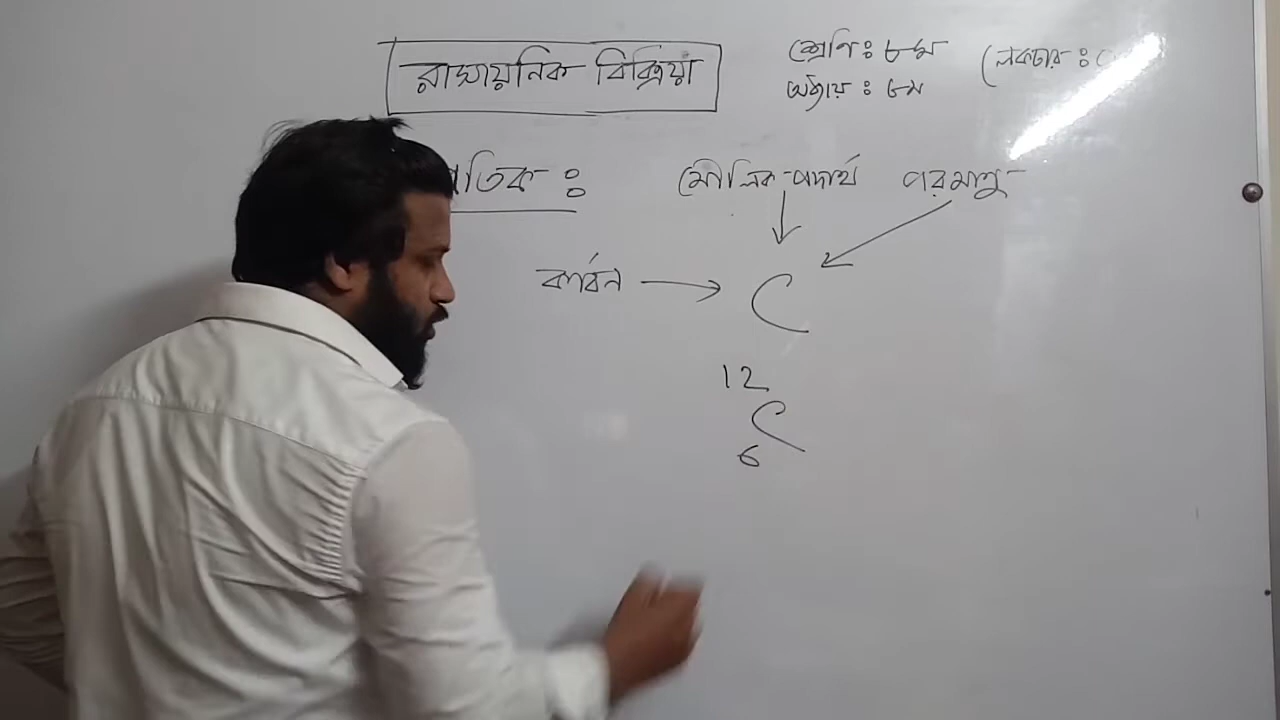 রাসায়নিক বিক্রিয়া
শ্রেণি : ৮ম
অধ্যায় : ৮ম
লেকচার :
মৌলিক পদার্থ পরমাণু
কার্বন → C
12
C
6